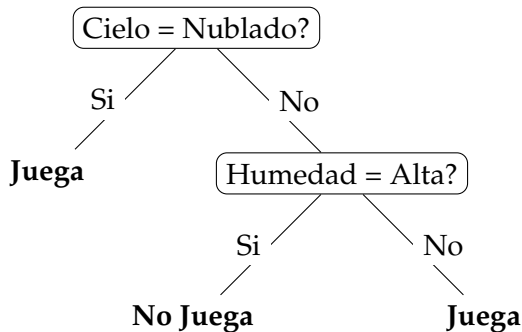 Cielo = Nublado?
Si
No
Juega
Humedad = Alta?
Si
No
No Juega
Juega